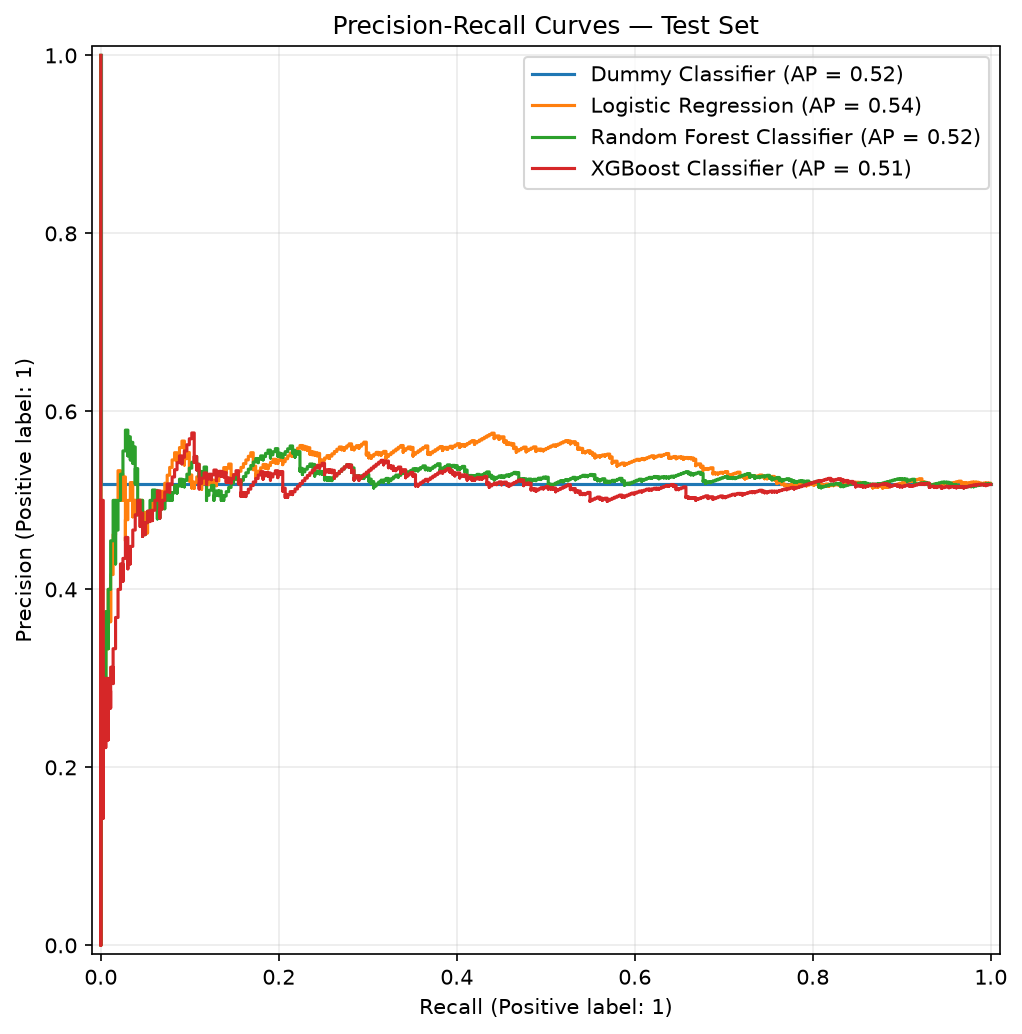 Precision-Recall Curves — Test Set
Dummy Classifier (AP = 0.52)
Logistic Regression (AP = 0.54)
Random Forest Classifier (AP = 0.52)
XGBoost Classifier (AP = 0.51)
Precision (Positive label: 1)
1.0
0.8
0.6
0.4
0.2
0.0
0.0 0.2 0.4 0.6 0.8 1.0
Recall (Positive label: 1)